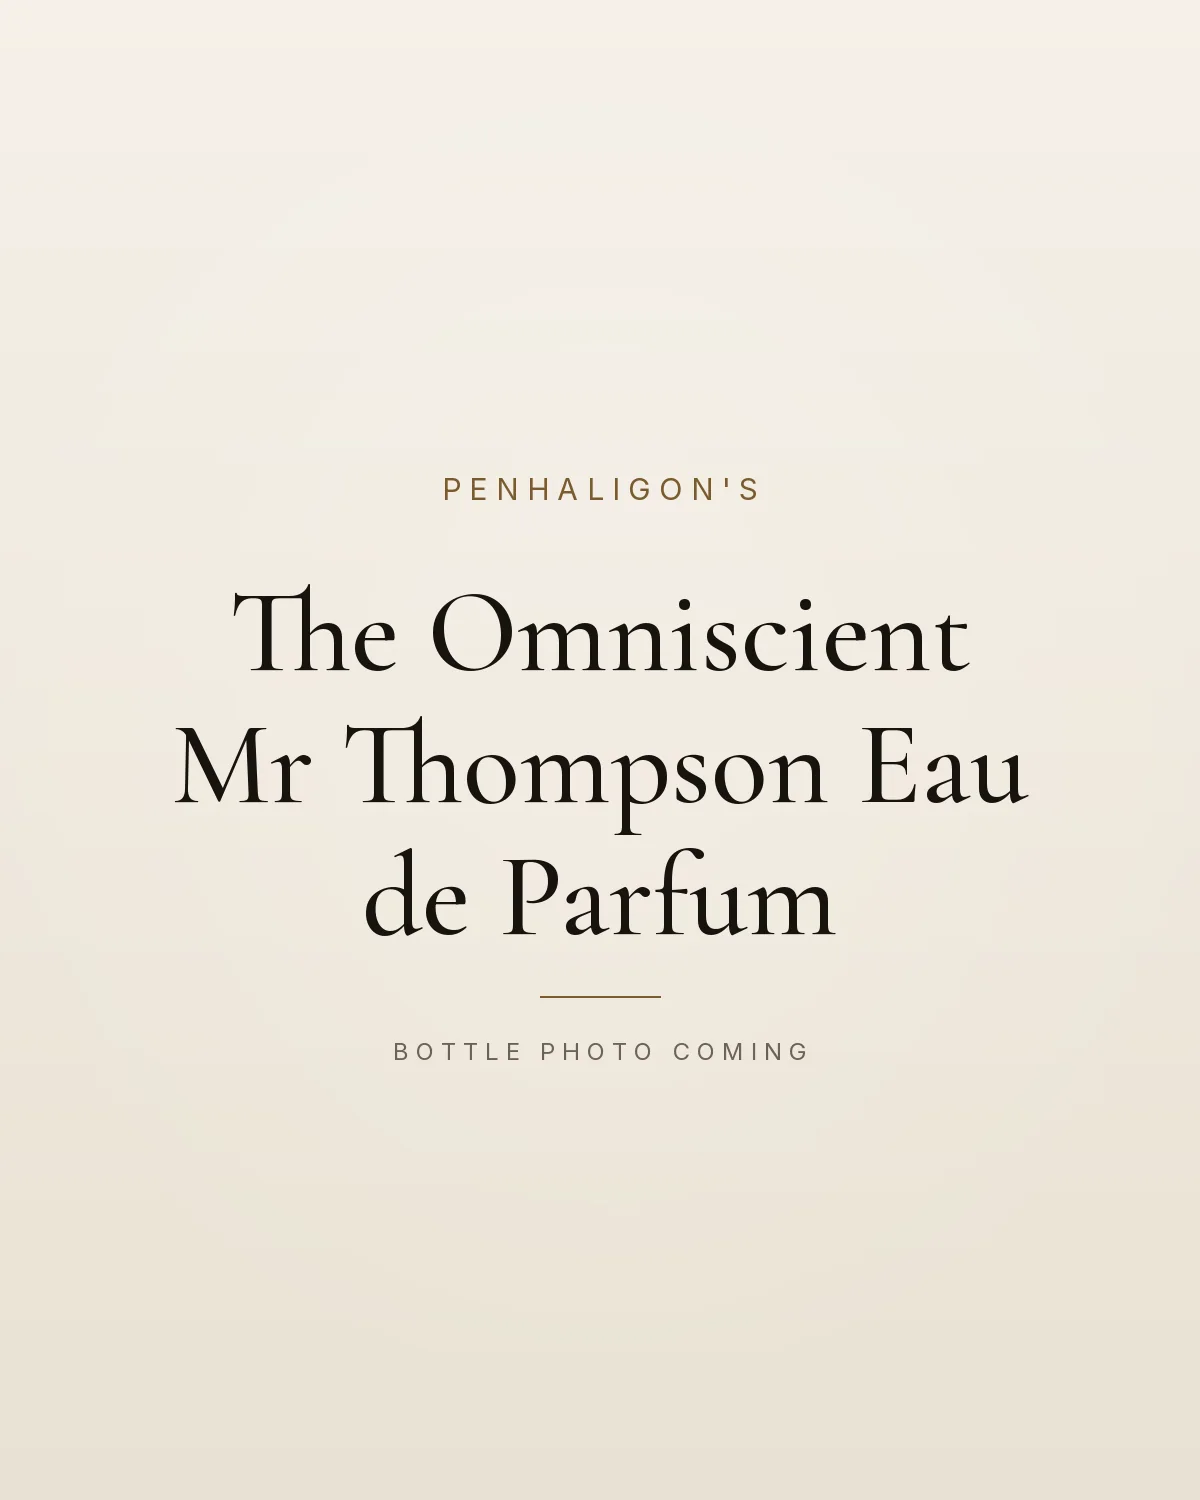 PENHALIGON'S
The Omniscient
Mr Thompson Eau
de Parfum
BOTTLE PHOTO COMING